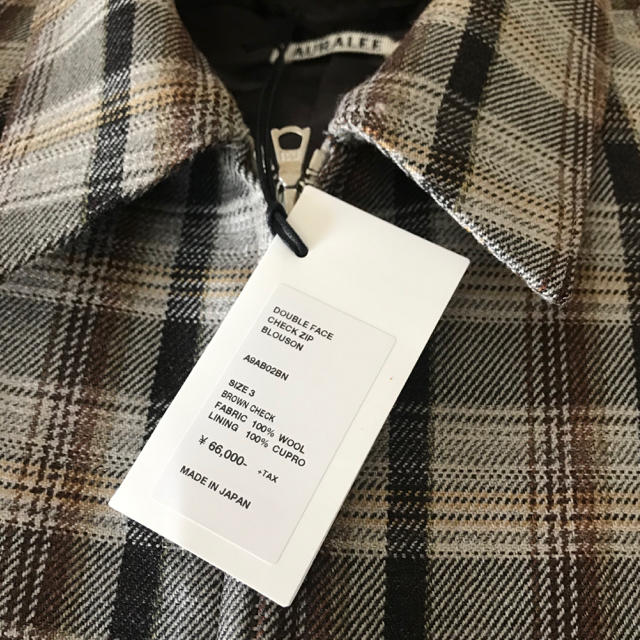 AURALEE
DOUBLE FACE
CHECK ZIP
BLOUSON
A9AB02BN
SIZE 3
BROWN CHECK
FABRIC 100% WOOL
LINING 100% CUPRO
¥ 66,000- +TAX
MADE IN JAPAN